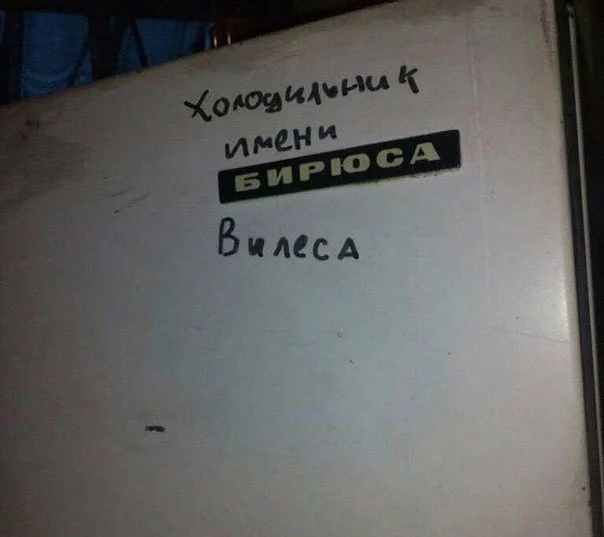 Холодильник
имени
БИРЮСА
Вилеса